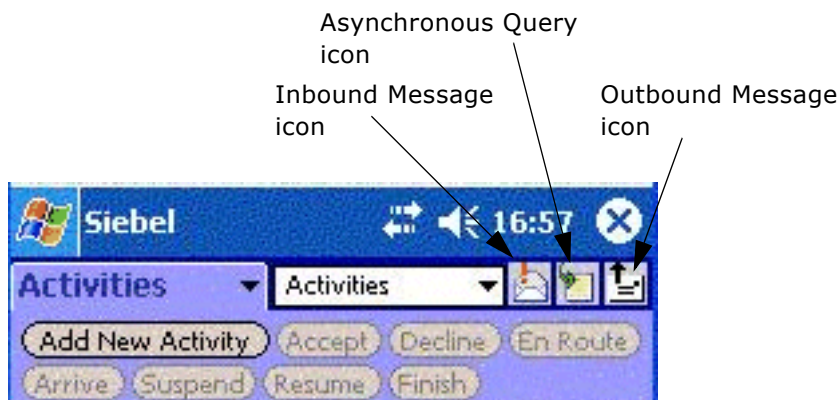 Asynchronous Query
icon
Inbound Message
icon
Outbound Message
icon
Siebel 16:57
Activities Activities
Add New Activity Accept Decline En Route
Arrive Suspend Resume Finish